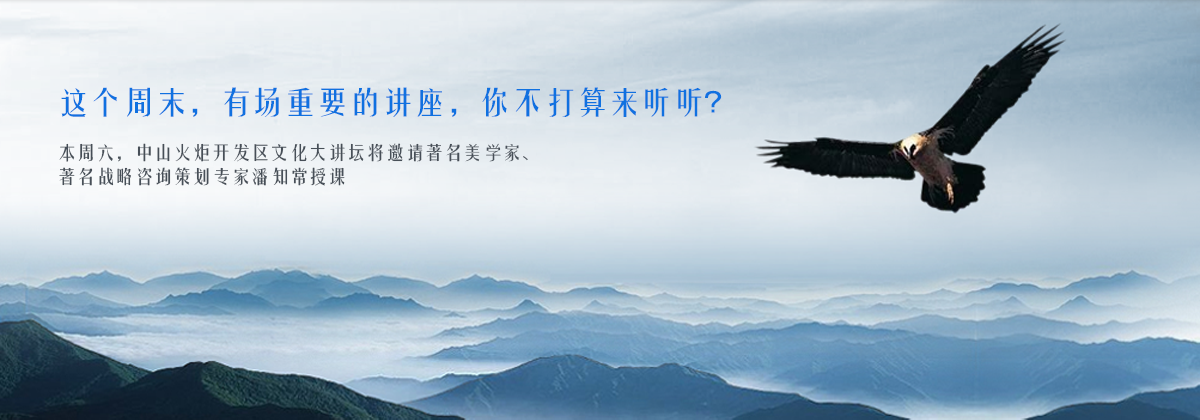 这个周末，有场重要的讲座，你不打算来听听?
本周六，中山火炬开发区文化大讲坛将邀请著名美学家、
著名战略咨询策划专家潘知常授课